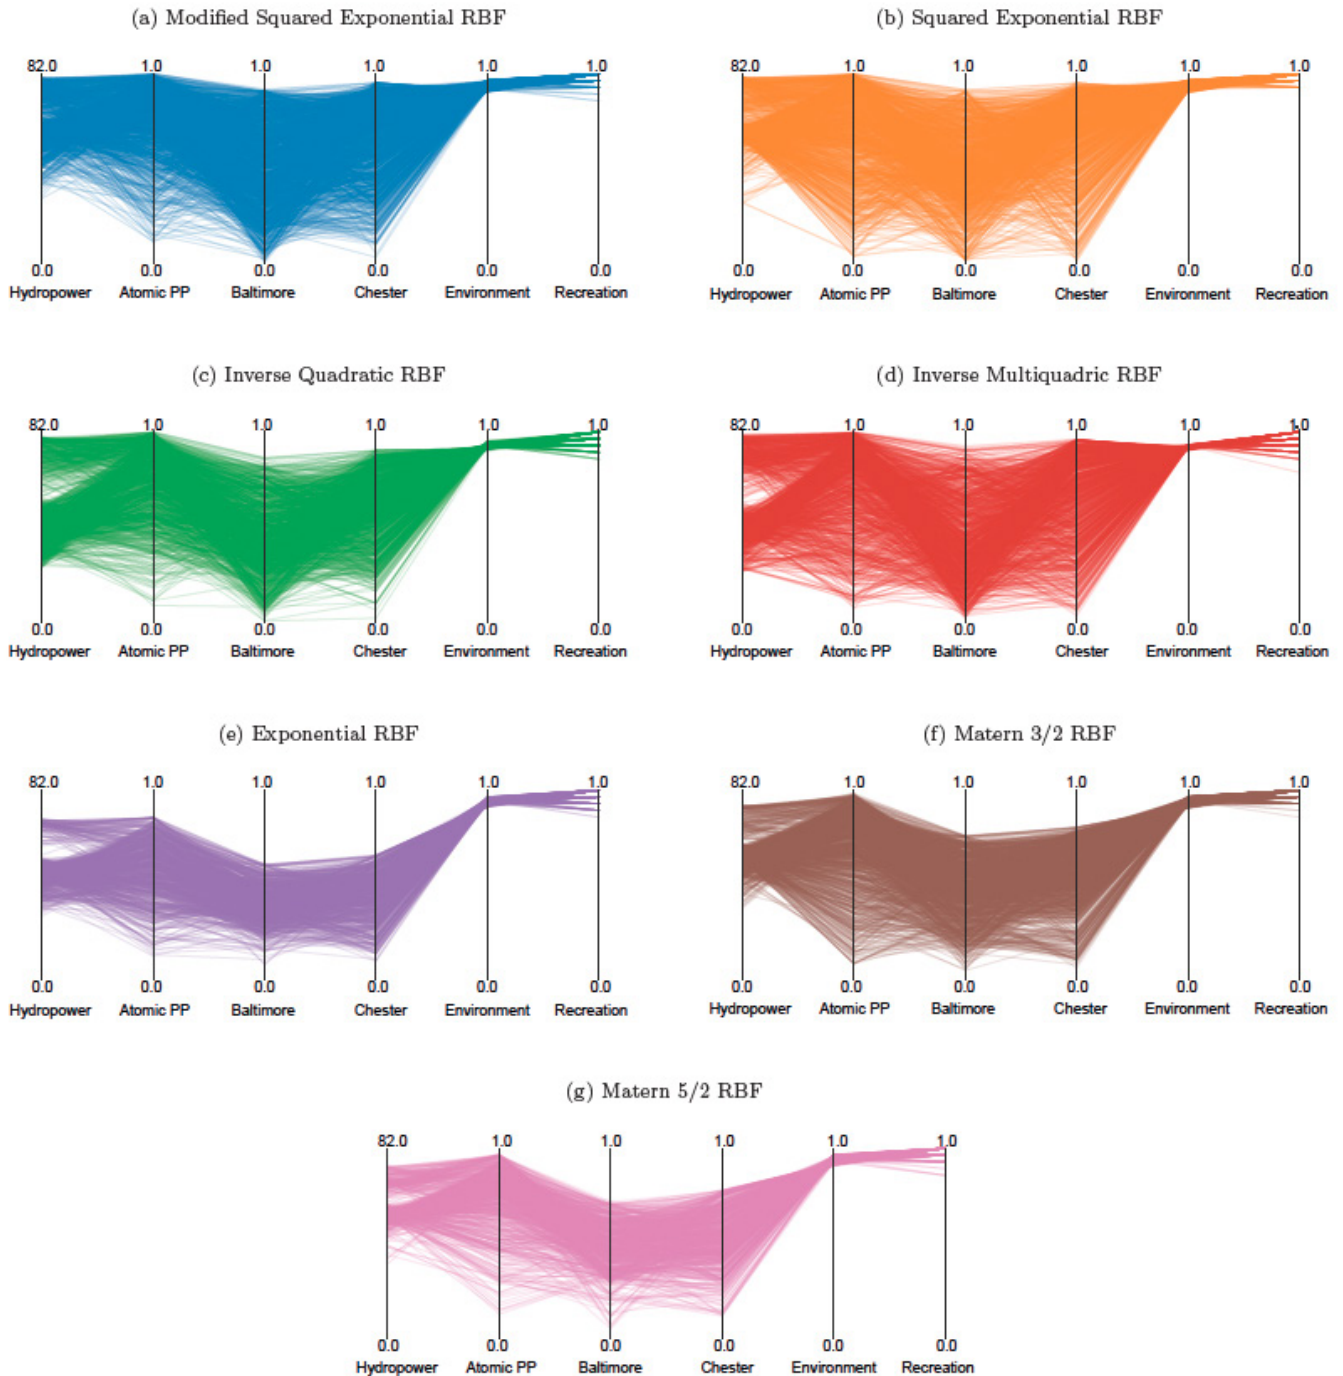 (a) Modified Squared Exponential RBF
(b) Squared Exponential RBF
82.0 1.0 1.0 1.0 1.0 1.0
82.0 1.0 1.0 1.0 1.0 1.0
0.0 0.0 0.0 0.0 0.0 0.0
0.0 0.0 0.0 0.0 0.0 0.0
Hydropower Atomic PP Baltimore Chester Environment Recreation
Hydropower Atomic PP Baltimore Chester Environment Recreation
(c) Inverse Quadratic RBF
(d) Inverse Multiquadric RBF
82.0 1.0 1.0 1.0 1.0 1.0
82.0 1.0 1.0 1.0 1.0 1.0
0.0 0.0 0.0 0.0 0.0 0.0
0.0 0.0 0.0 0.0 0.0 0.0
Hydropower Atomic PP Baltimore Chester Environment Recreation
Hydropower Atomic PP Baltimore Chester Environment Recreation
(e) Exponential RBF
(f) Matern 3/2 RBF
82.0 1.0 1.0 1.0 1.0 1.0
82.0 1.0 1.0 1.0 1.0 1.0
0.0 0.0 0.0 0.0 0.0 0.0
0.0 0.0 0.0 0.0 0.0 0.0
Hydropower Atomic PP Baltimore Chester Environment Recreation
Hydropower Atomic PP Baltimore Chester Environment Recreation
(g) Matern 5/2 RBF
82.0 1.0 1.0 1.0 1.0 1.0
0.0 0.0 0.0 0.0 0.0 0.0
Hydropower Atomic PP Baltimore Chester Environment Recreation